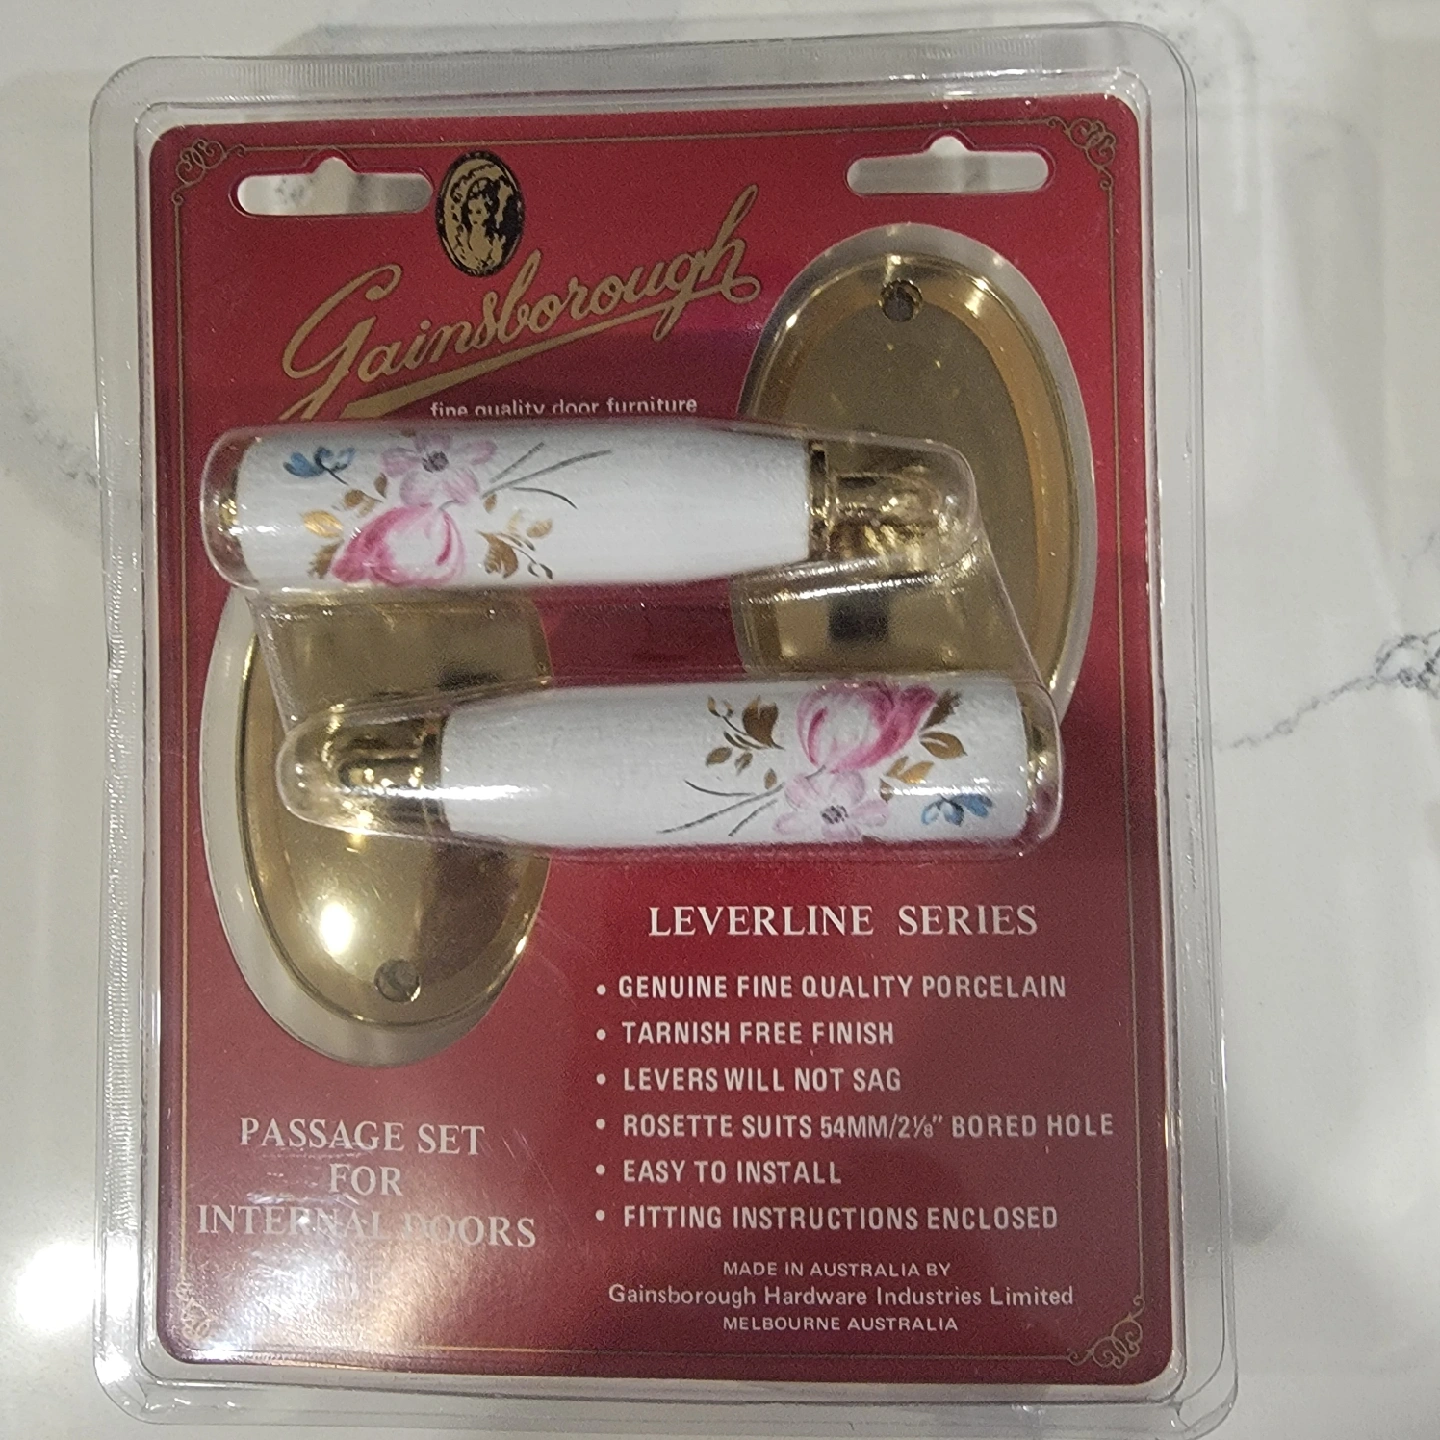 Gainsborough
fine quality door furniture
LEVERLINE SERIES
• GENUINE FINE QUALITY PORCELAIN
• TARNISH FREE FINISH
• LEVERS WILL NOT SAG
• ROSETTE SUITS 54MM/2⅛" BORED HOLE
• EASY TO INSTALL
• FITTING INSTRUCTIONS ENCLOSED
PASSAGE SET
FOR
INTERNAL DOORS
MADE IN AUSTRALIA BY
Gainsborough Hardware Industries Limited
MELBOURNE AUSTRALIA